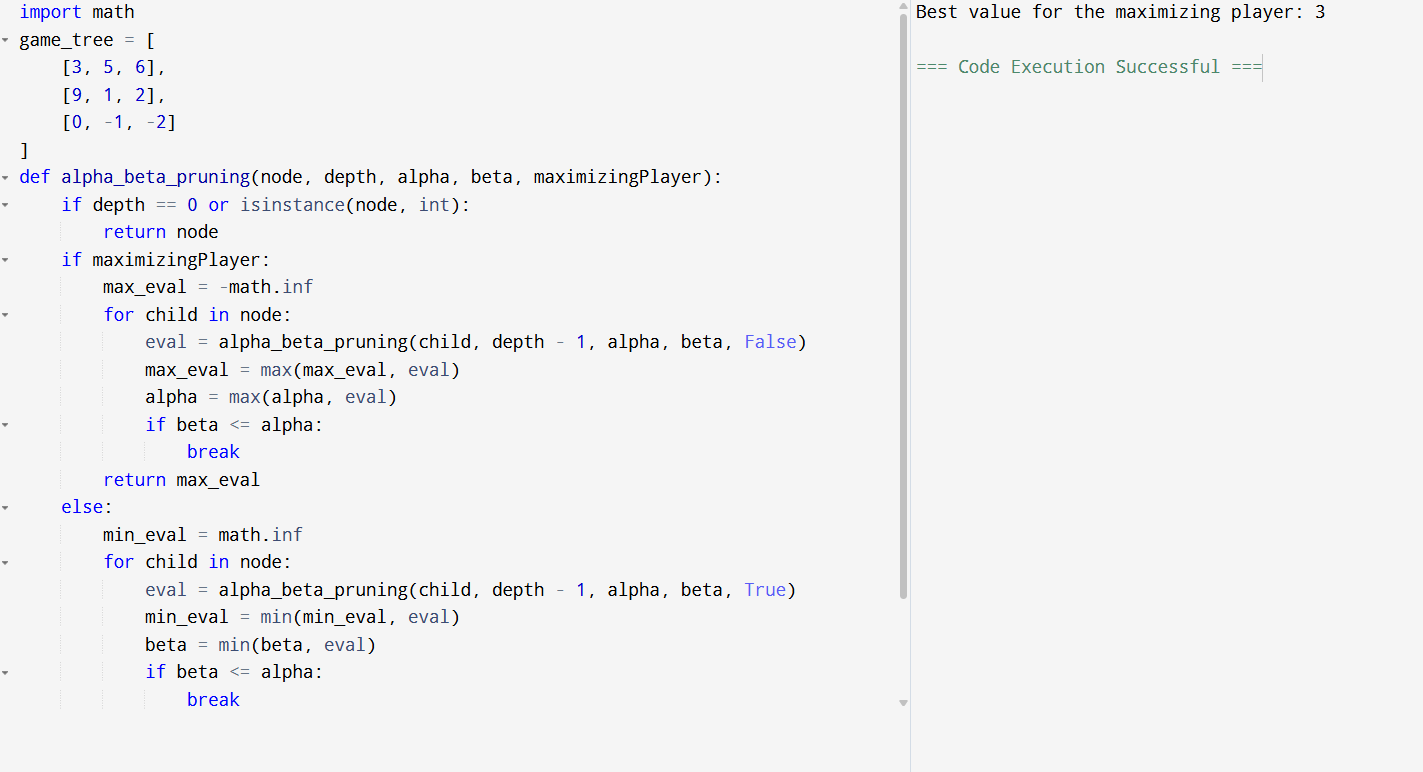 import math
game_tree = [
    [3, 5, 6],
    [9, 1, 2],
    [0, -1, -2]
]
def alpha_beta_pruning(node, depth, alpha, beta, maximizingPlayer):
    if depth == 0 or isinstance(node, int):
        return node
    if maximizingPlayer:
        max_eval = -math.inf
        for child in node:
            eval = alpha_beta_pruning(child, depth - 1, alpha, beta, False)
            max_eval = max(max_eval, eval)
            alpha = max(alpha, eval)
            if beta <= alpha:
                break
        return max_eval
    else:
        min_eval = math.inf
        for child in node:
            eval = alpha_beta_pruning(child, depth - 1, alpha, beta, True)
            min_eval = min(min_eval, eval)
            beta = min(beta, eval)
            if beta <= alpha:
                break
Best value for the maximizing player: 3
=== Code Execution Successful ===